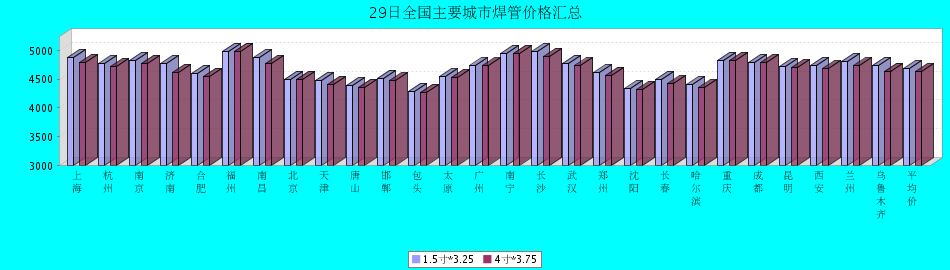 29日全国主要城市焊管价格汇总
5000
4500
4000
3500
3000
上海
杭州
南京
济南
合肥
福州
南昌
北京
天津
唐山
邯郸
包头
太原
广州
南宁
长沙
武汉
郑州
沈阳
长春
哈尔滨
重庆
成都
昆明
西安
兰州
乌鲁木齐
平均价
1.5寸*3.25 4寸*3.75